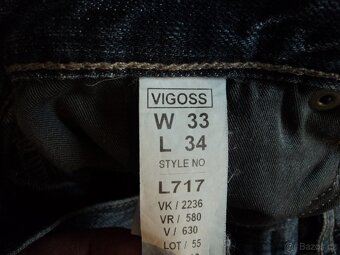 VIGOSS
W 33
L 34
STYLE NO
L717
VK / 2236
VR / 580
V / 630
LOT / 55